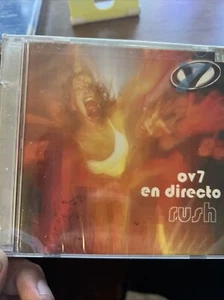 ov7
en directo
rush